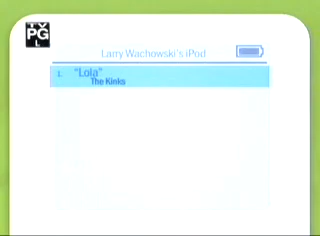 TV
PG
L
Larry Wachowski's iPod
1. "Lola"
The Kinks